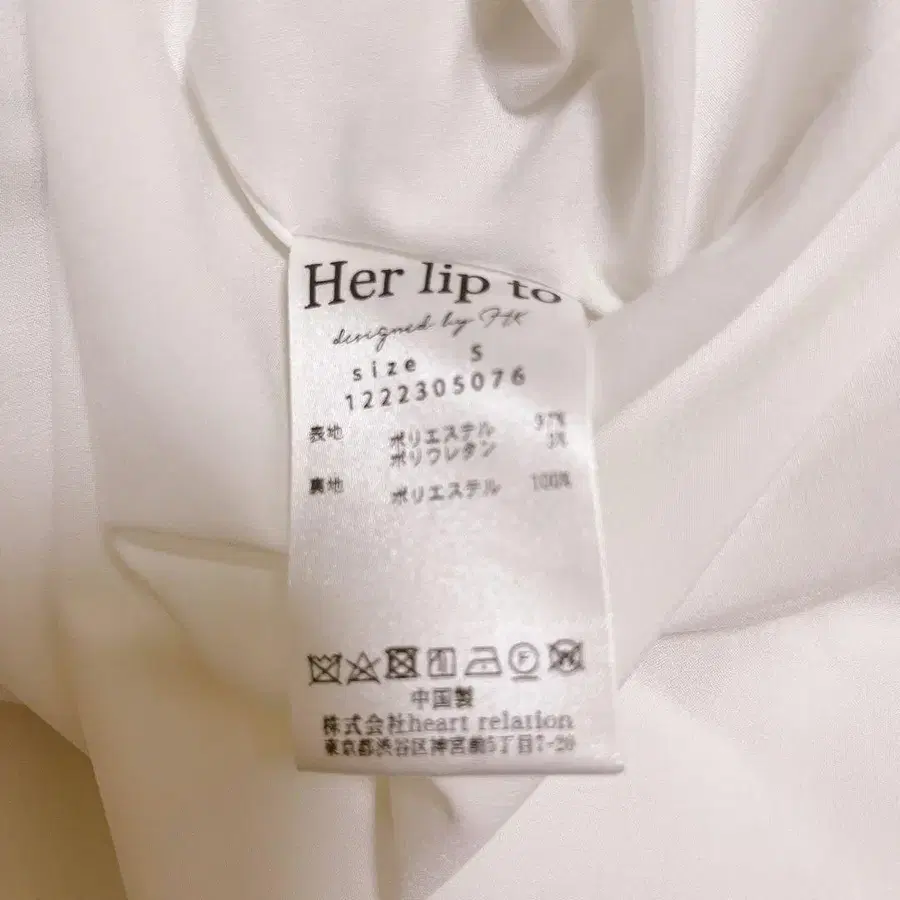 Her lip to
designed by HK
size S
1222305076
表地 ポリエステル 97%
ポリウレタン 3%
裏地 ポリエステル 100%
中国製
株式会社heart relation
東京都渋谷区神宮前5丁目7-20